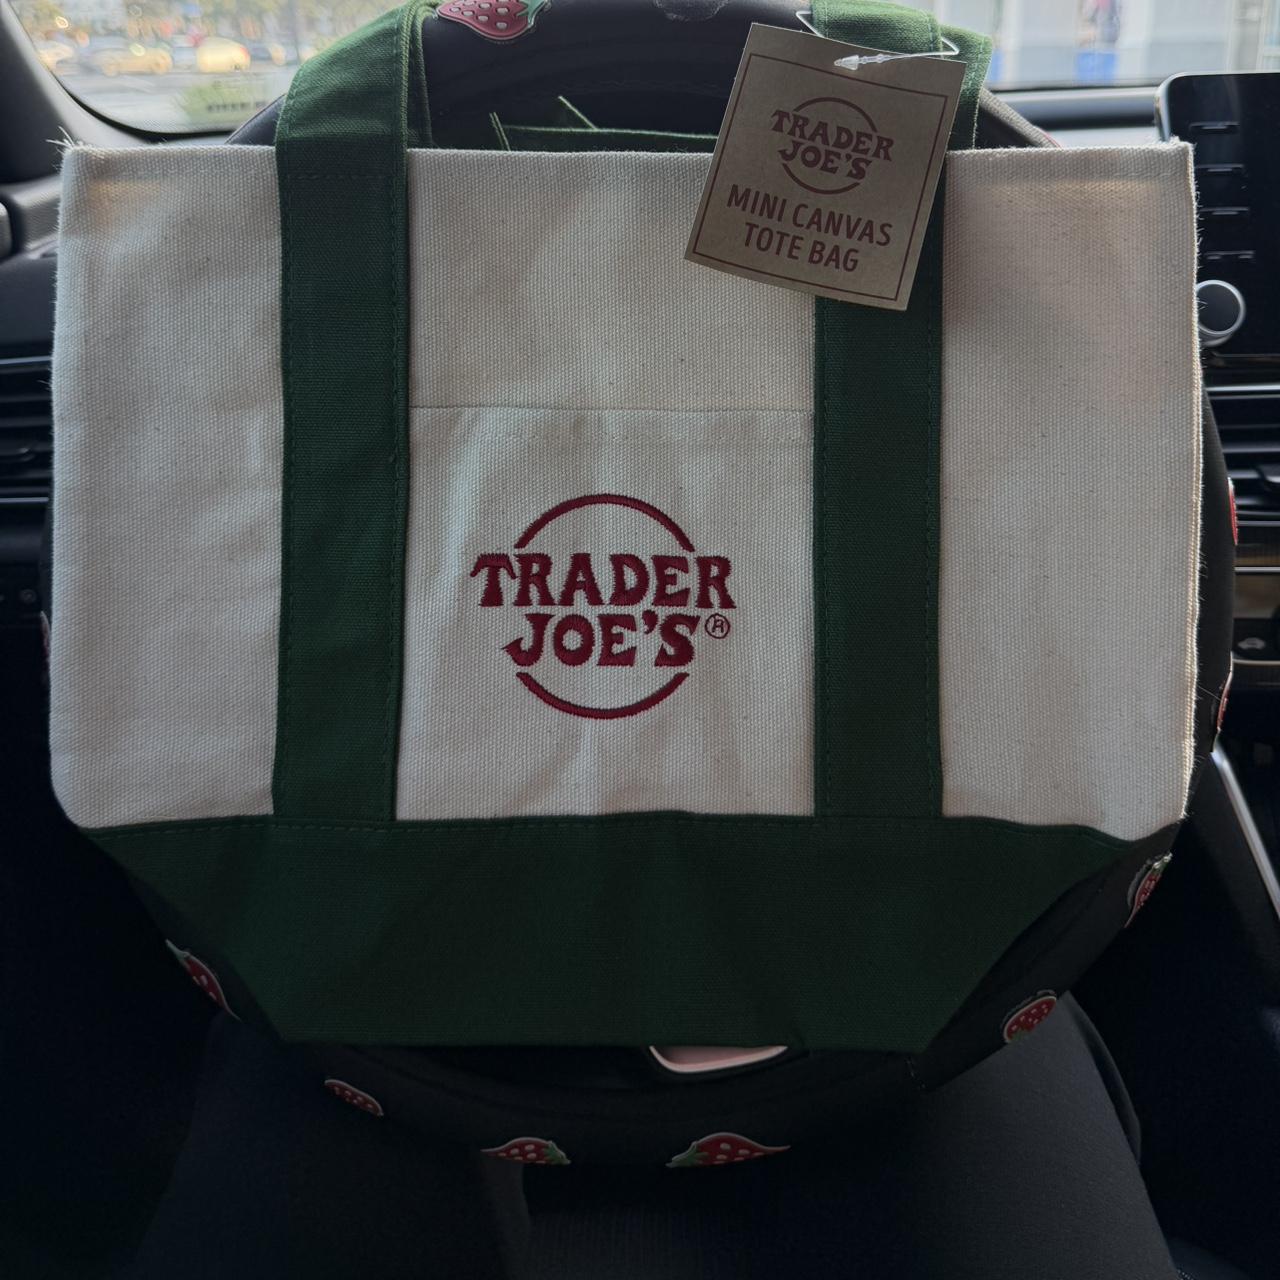 TRADER
JOE'S
MINI CANVAS
TOTE BAG
TRADER
JOE'S®